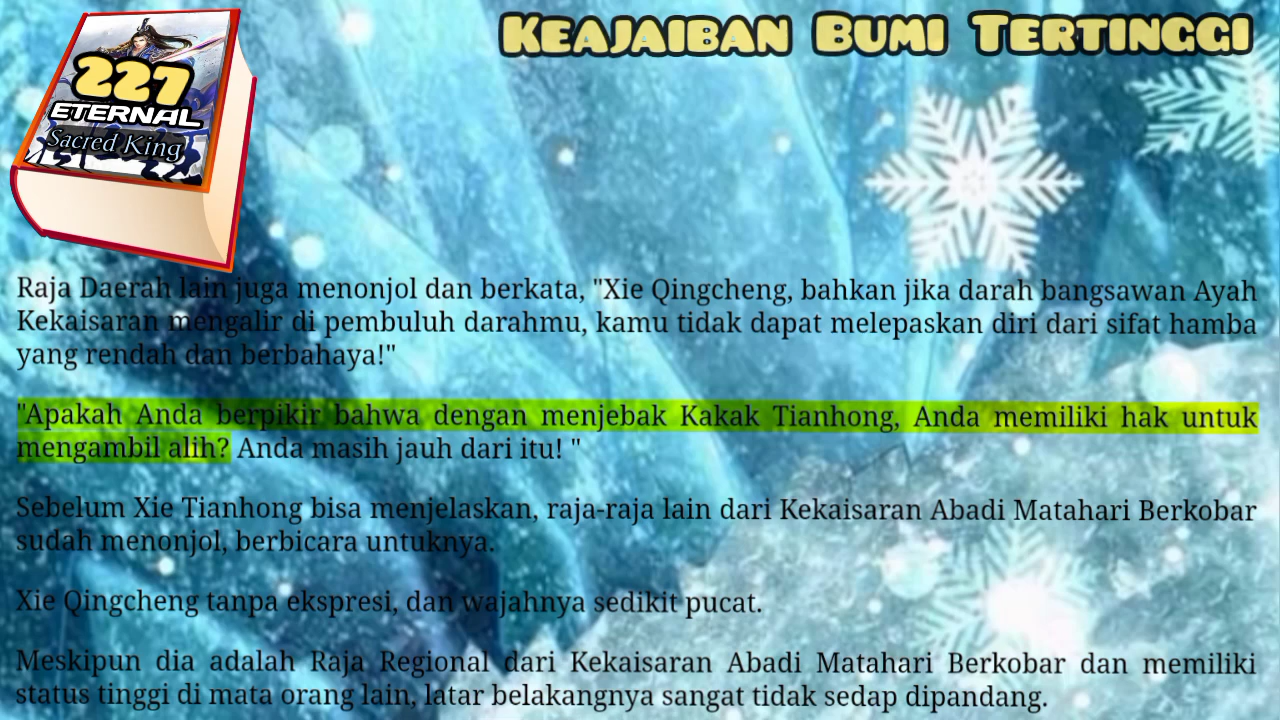 KEAJAIBAN BUMI TERTINGGI
227
ETERNAL
Sacred King
Raja Daerah lain juga menonjol dan berkata, "Xie Qingcheng, bahkan jika darah bangsawan Ayah
Kekaisaran mengalir di pembuluh darahmu, kamu tidak dapat melepaskan diri dari sifat hamba
yang rendah dan berbahaya!"
"Apakah Anda berpikir bahwa dengan menjebak Kakak Tianhong, Anda memiliki hak untuk
mengambil alih? Anda masih jauh dari itu! "
Sebelum Xie Tianhong bisa menjelaskan, raja-raja lain dari Kekaisaran Abadi Matahari Berkobar
sudah menonjol, berbicara untuknya.
Xie Qingcheng tanpa ekspresi, dan wajahnya sedikit pucat.
Meskipun dia adalah Raja Regional dari Kekaisaran Abadi Matahari Berkobar dan memiliki
status tinggi di mata orang lain, latar belakangnya sangat tidak sedap dipandang.